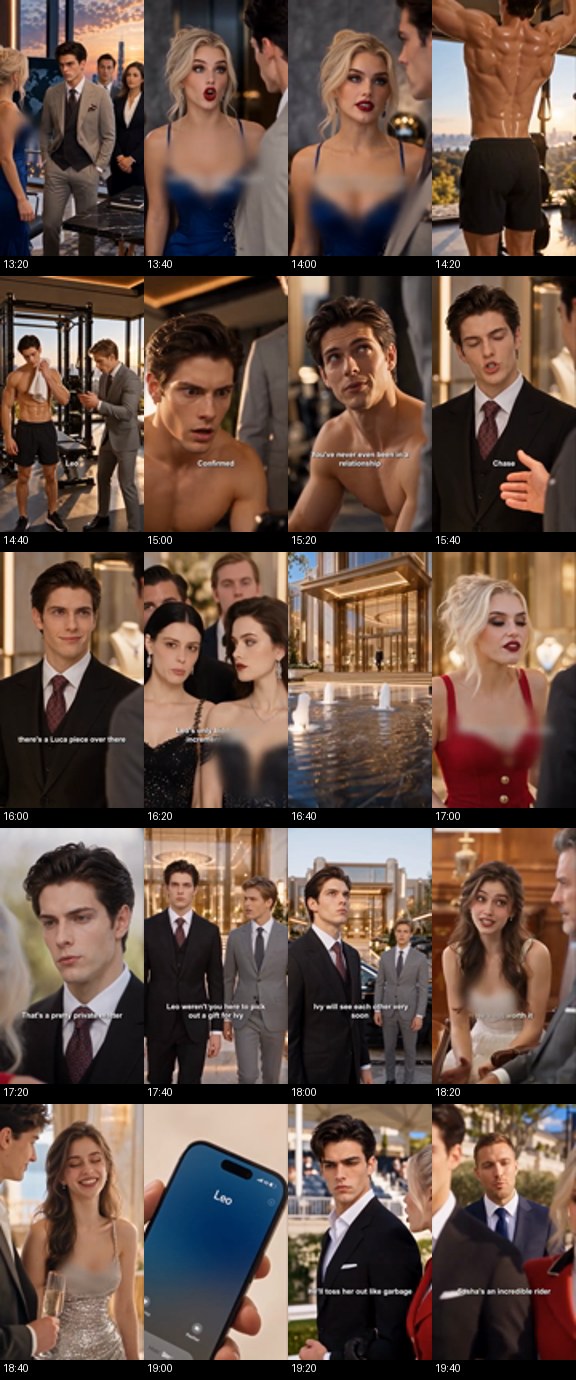 13:20
13:40
14:00
14:20
Leo
14:40
Confirmed
15:00
You've never even been in a
relationship
15:20
Chase
15:40
there's a Luca piece over there
16:00
Leo's only
16:20
16:40
17:00
That's a pretty private
17:20
Leo weren't you here to pick
out a gift for Ivy
17:40
Ivy will see each other very
soon
18:00
worth it
18:20
18:40
Leo
19:00
toss her out like garbage
19:20
an incredible rider
19:40